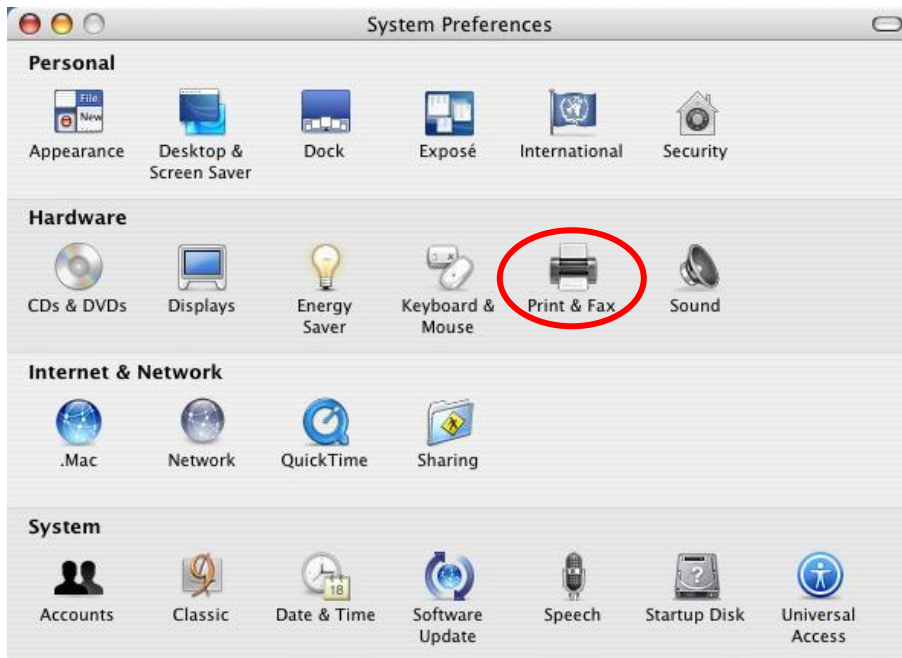 System Preferences
Personal
File
New
Appearance Desktop & Dock Exposé International Security
Screen Saver
Hardware
CDs & DVDs Displays Energy Keyboard & Print & Fax Sound
Saver Mouse
Internet & Network
.Mac Network QuickTime Sharing
System
9
18
?
Accounts Classic Date & Time Software Speech Startup Disk Universal
Update Access